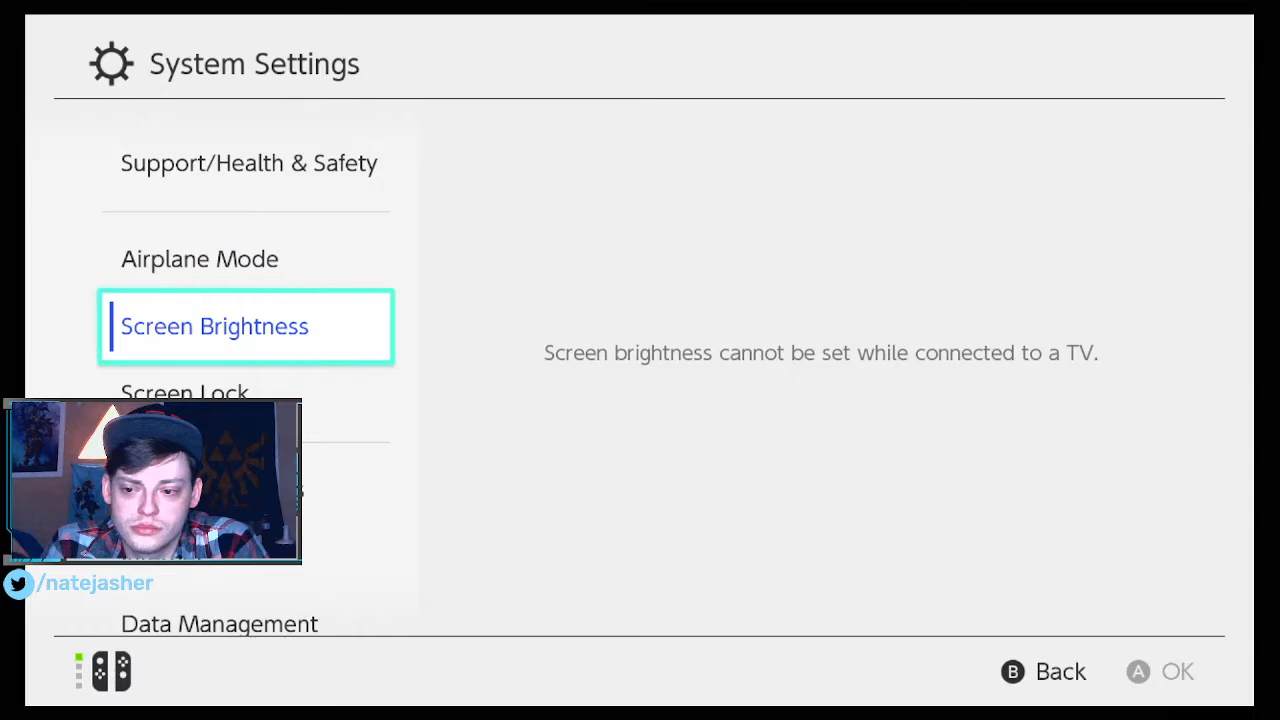 System Settings
Support/Health & Safety
Airplane Mode
Screen Brightness
Screen brightness cannot be set while connected to a TV.
Screen Lock
/natejasher
Data Management
B Back
A OK